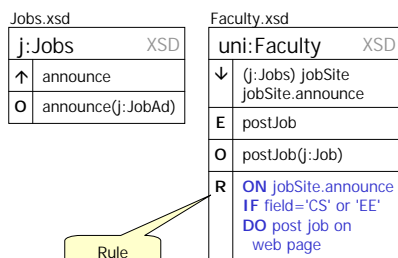 Jobs.xsd
j:Jobs XSD
↑ announce
O announce(j:JobAd)
Faculty.xsd
uni:Faculty XSD
↓ (j:Jobs) jobSite
jobSite.announce
E postJob
O postJob(j:Job)
R ON jobSite.announce
IF field='CS' or 'EE'
DO post job on
web page
Rule